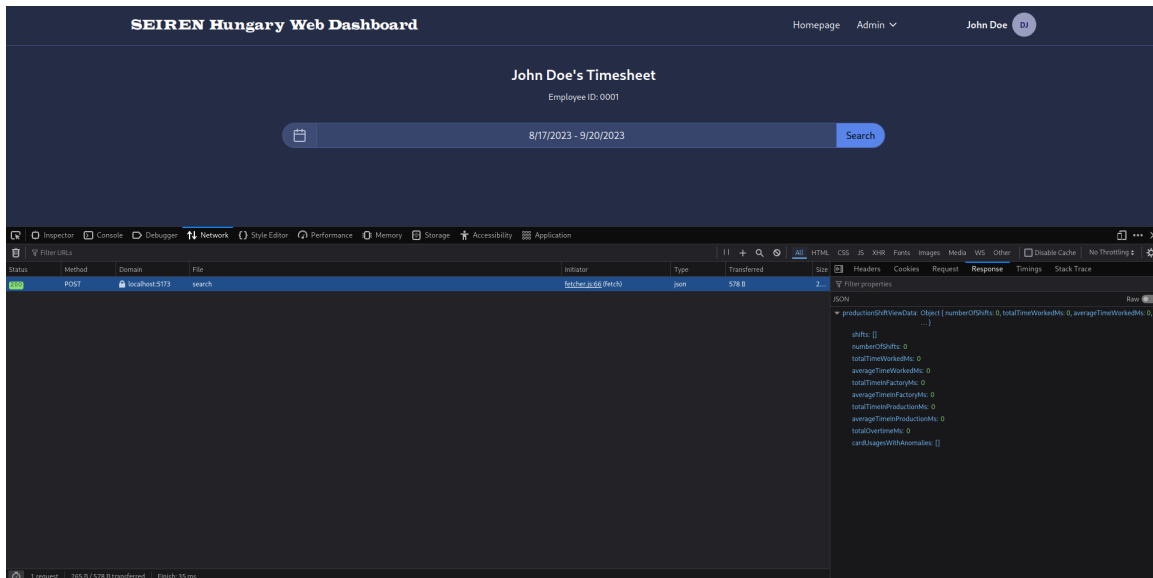 SEIREN Hungary Web Dashboard
Homepage Admin John Doe DJ
John Doe's Timesheet
Employee ID: 0001
8/17/2023 - 9/20/2023 Search
Inspector Console Debugger Network Style Editor Performance Memory Storage Accessibility Application
Filter URLs All HTML CSS JS XHR Fonts Images Media WS Other Disable Cache No Throttling
Status Method Domain File Initiator Type Transferred Size Headers Cookies Request Response Timings Stack Trace
200 POST localhost:5173 search fetcher.js:66 (fetch) json 578 B 2… Filter properties
JSON Raw
productionShiftViewData: Object { numberOfShifts: 0, totalTimeWorkedMs: 0, averageTimeWorkedMs: 0,
… }
shifts: []
numberOfShifts: 0
totalTimeWorkedMs: 0
averageTimeWorkedMs: 0
totalTimeInFactoryMs: 0
averageTimeInFactoryMs: 0
totalTimeInProductionMs: 0
averageTimeInProductionMs: 0
totalOvertimeMs: 0
cardUsagesWithAnomalies: []
1 request 265 B / 578 B transferred Finish: 35 ms